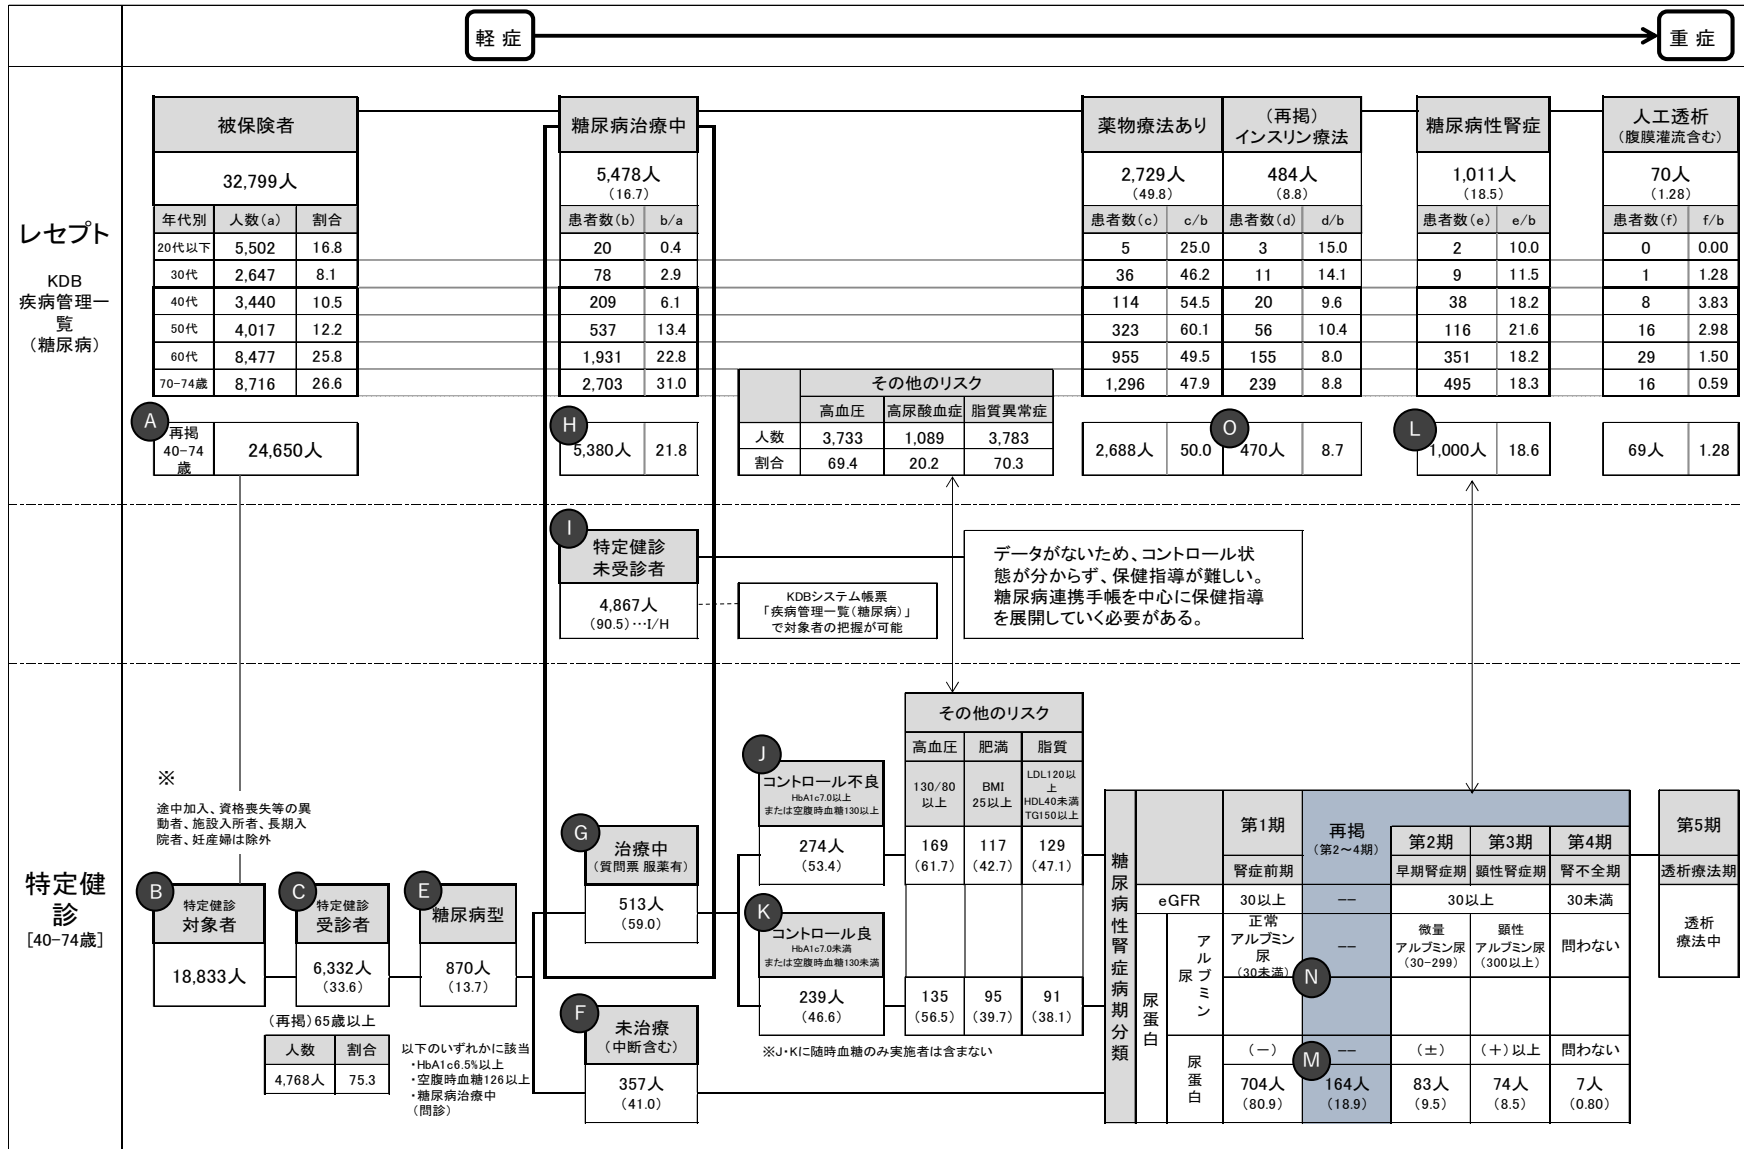 軽 症
重 症
レセプト
KDB
疾病管理一
覧
(糖尿病)
被保険者
32,799人
年代別 人数(a) 割合
20代以下 5,502 16.8
30代 2,647 8.1
40代 3,440 10.5
50代 4,017 12.2
60代 8,477 25.8
70-74歳 8,716 26.6
A
再掲
40-74
歳
24,650人
糖尿病治療中
5,478人
(16.7)
患者数(b) b/a
20 0.4
78 2.9
209 6.1
537 13.4
1,931 22.8
2,703 31.0
H
5,380人 21.8
その他のリスク
高血圧 高尿酸血症 脂質異常症
人数 3,733 1,089 3,783
割合 69.4 20.2 70.3
薬物療法あり
2,729人
(49.8)
患者数(c) c/b
5 25.0
36 46.2
114 54.5
323 60.1
955 49.5
1,296 47.9
2,688人 50.0
(再掲)
インスリン療法
484人
(8.8)
患者数(d) d/b
3 15.0
11 14.1
20 9.6
56 10.4
155 8.0
239 8.8
O
470人 8.7
糖尿病性腎症
1,011人
(18.5)
患者数(e) e/b
2 10.0
9 11.5
38 18.2
116 21.6
351 18.2
495 18.3
L
1,000人 18.6
人工透析
(腹膜灌流含む)
70人
(1.28)
患者数(f) f/b
0 0.00
1 1.28
8 3.83
16 2.98
29 1.50
16 0.59
69人 1.28
I
特定健診
未受診者
4,867人
(90.5)…I/H
KDBシステム帳票
「疾病管理一覧(糖尿病)」
で対象者の把握が可能
データがないため、コントロール状
態が分からず、保健指導が難しい。
糖尿病連携手帳を中心に保健指導
を展開していく必要がある。
特定健
診
[40-74歳]
※
途中加入、資格喪失等の異
動者、施設入所者、長期入
院者、妊産婦は除外
B
特定健診
対象者
18,833人
C
特定健診
受診者
6,332人
(33.6)
(再掲)65歳以上
人数 割合
4,768人 75.3
E
糖尿病型
870人
(13.7)
以下のいずれかに該当
・HbA1c6.5%以上
・空腹時血糖126以上
・糖尿病治療中
(問診)
G
治療中
(質問票 服薬有)
513人
(59.0)
F
未治療
(中断含む)
357人
(41.0)
J
コントロール不良
HbA1c7.0以上
または空腹時血糖130以上
274人
(53.4)
K
コントロール良
HbA1c7.0未満
または空腹時血糖130未満
239人
(46.6)
その他のリスク
高血圧 肥満 脂質
130/80
以上
BMI
25以上
LDL120以
上
HDL40未満
TG150以上
169 117 129
(61.7) (42.7) (47.1)
135 95 91
(56.5) (39.7) (38.1)
※J・Kに随時血糖のみ実施者は含まない
糖尿病性腎症病期分類
第1期
腎症前期
再掲
(第2~4期)
第2期
早期腎症期
第3期
顕性腎症期
第4期
腎不全期
第5期
透析療法期
eGFR 30以上 -- 30以上 30未満
尿蛋白
尿アルブミン
正常
アルブミン
尿
(30未満)
--
N
微量
アルブミン尿
(30-299)
顕性
アルブミン尿
(300以上)
問わない
透析
療法中
尿蛋白
(-) -- (±) (+)以上 問わない
M
704人 164人 83人 74人 7人
(80.9) (18.9) (9.5) (8.5) (0.80)